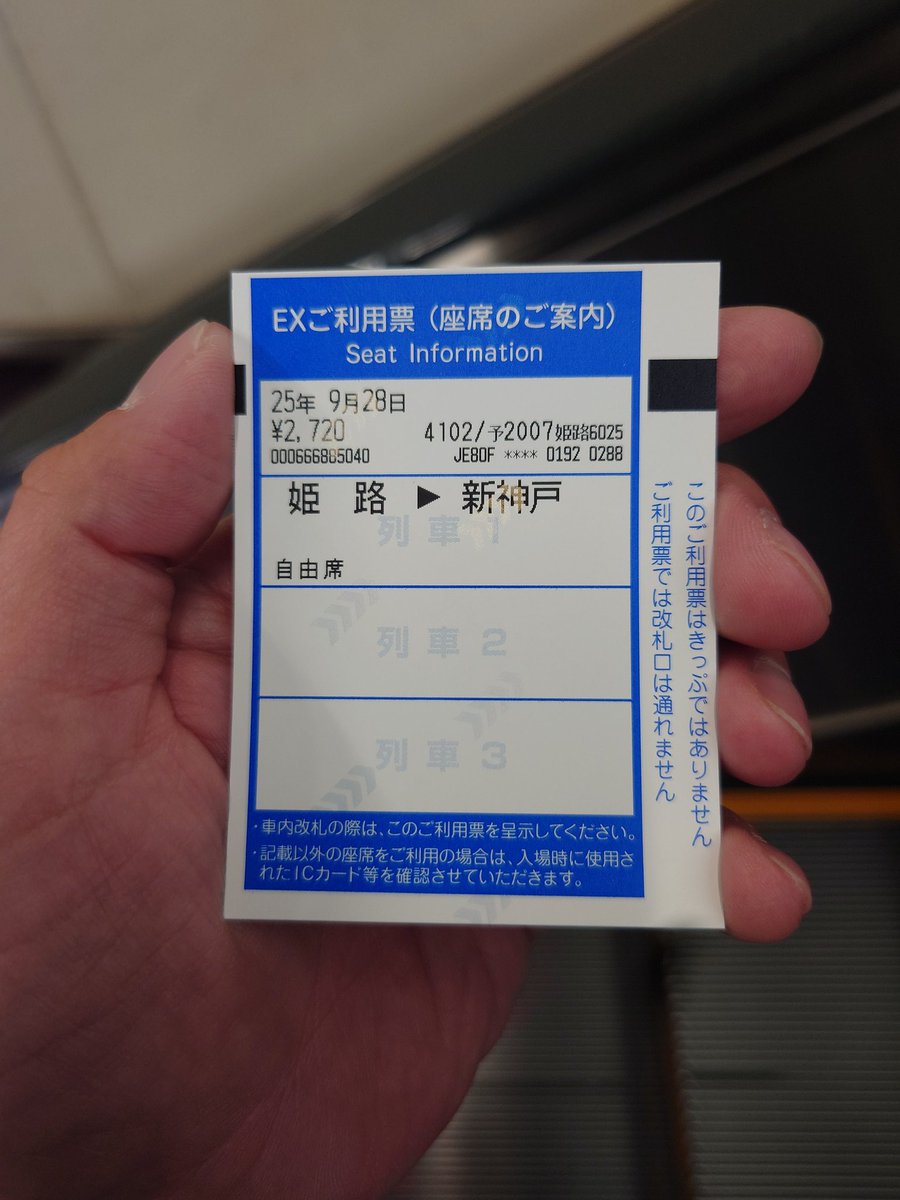 EXご利用票（座席のご案内）
Seat Information
25年 9月28日
¥2,720
4102/予2007姫路6025
000666885040
JE80F **** 0192 0288
姫 路 ▶ 新神戸
列車1
自由席
列車2
列車3
・車内改札の際は、このご利用票を呈示してください。
・記載以外の座席をご利用の場合は、入場時に使用さ
れたICカード等を確認させていただきます。
このご利用票はきっぷではありません
ご利用票では改札口は通れません